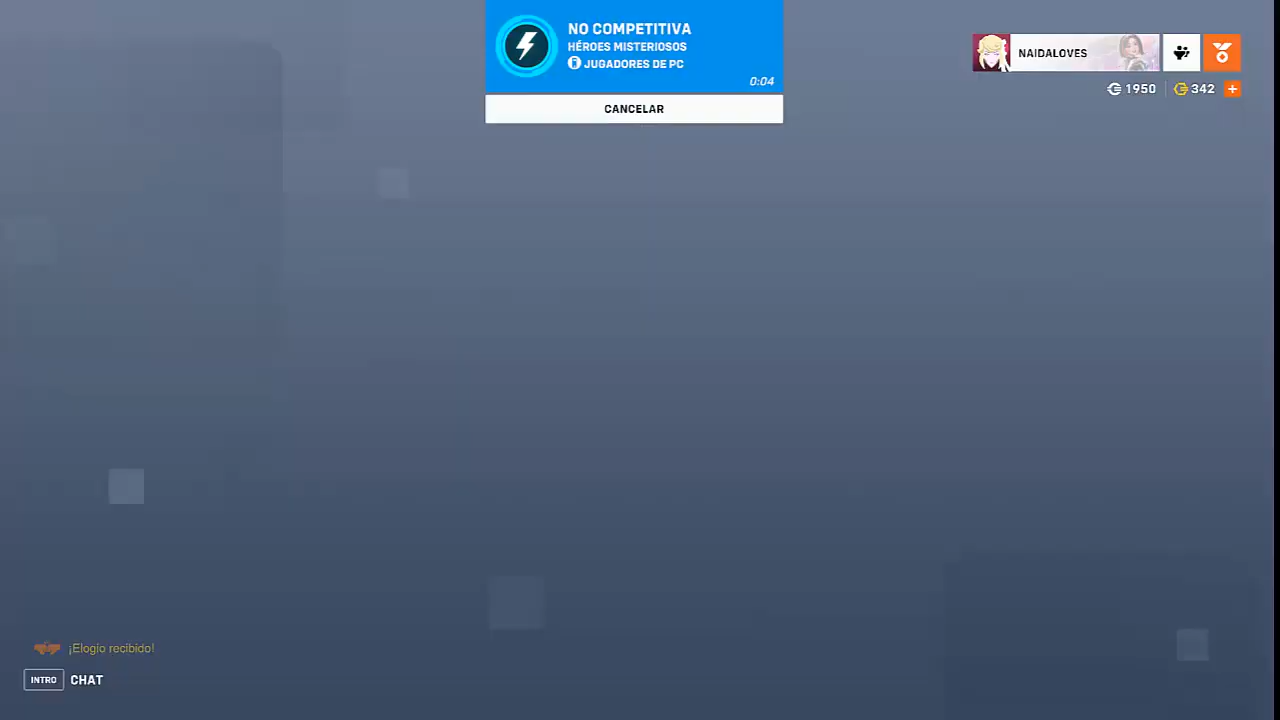 NO COMPETITIVA
HÉROES MISTERIOSOS
JUGADORES DE PC
0:04
CANCELAR
NAIDALOVES
1950
342
¡Elogio recibido!
INTRO CHAT